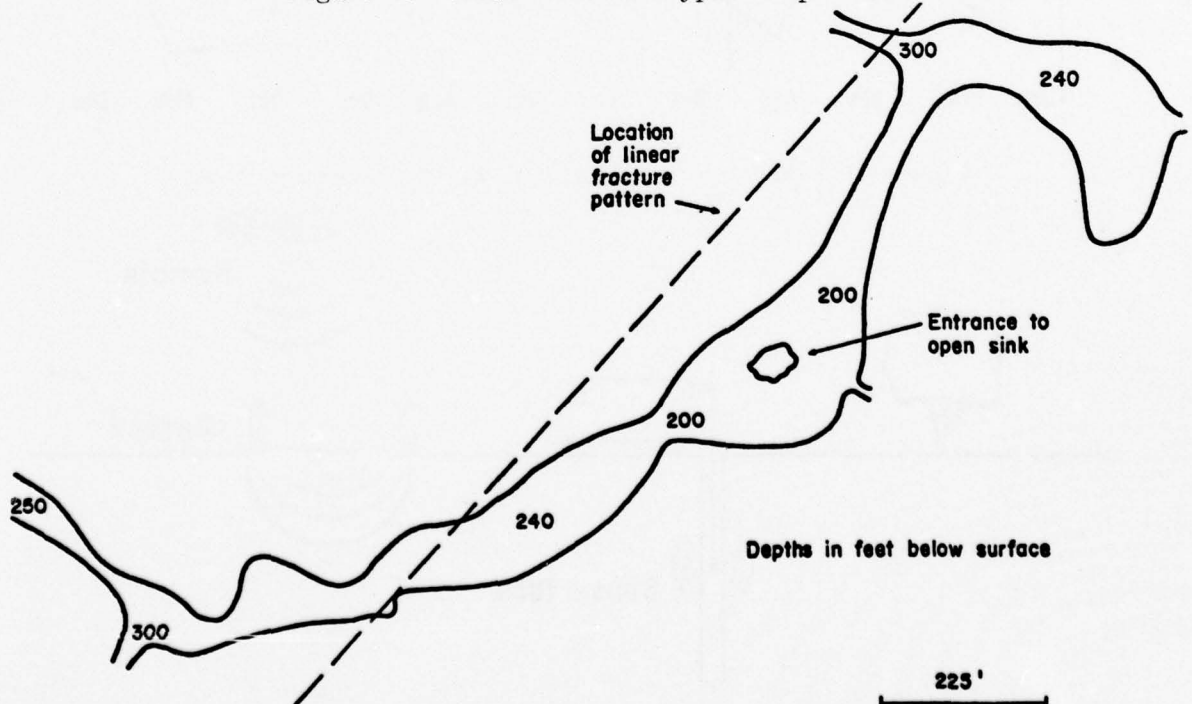 300
240
Location
of linear
fracture
pattern
200
Entrance to
open sink
200
250
240
Depths in feet below surface
300
225'